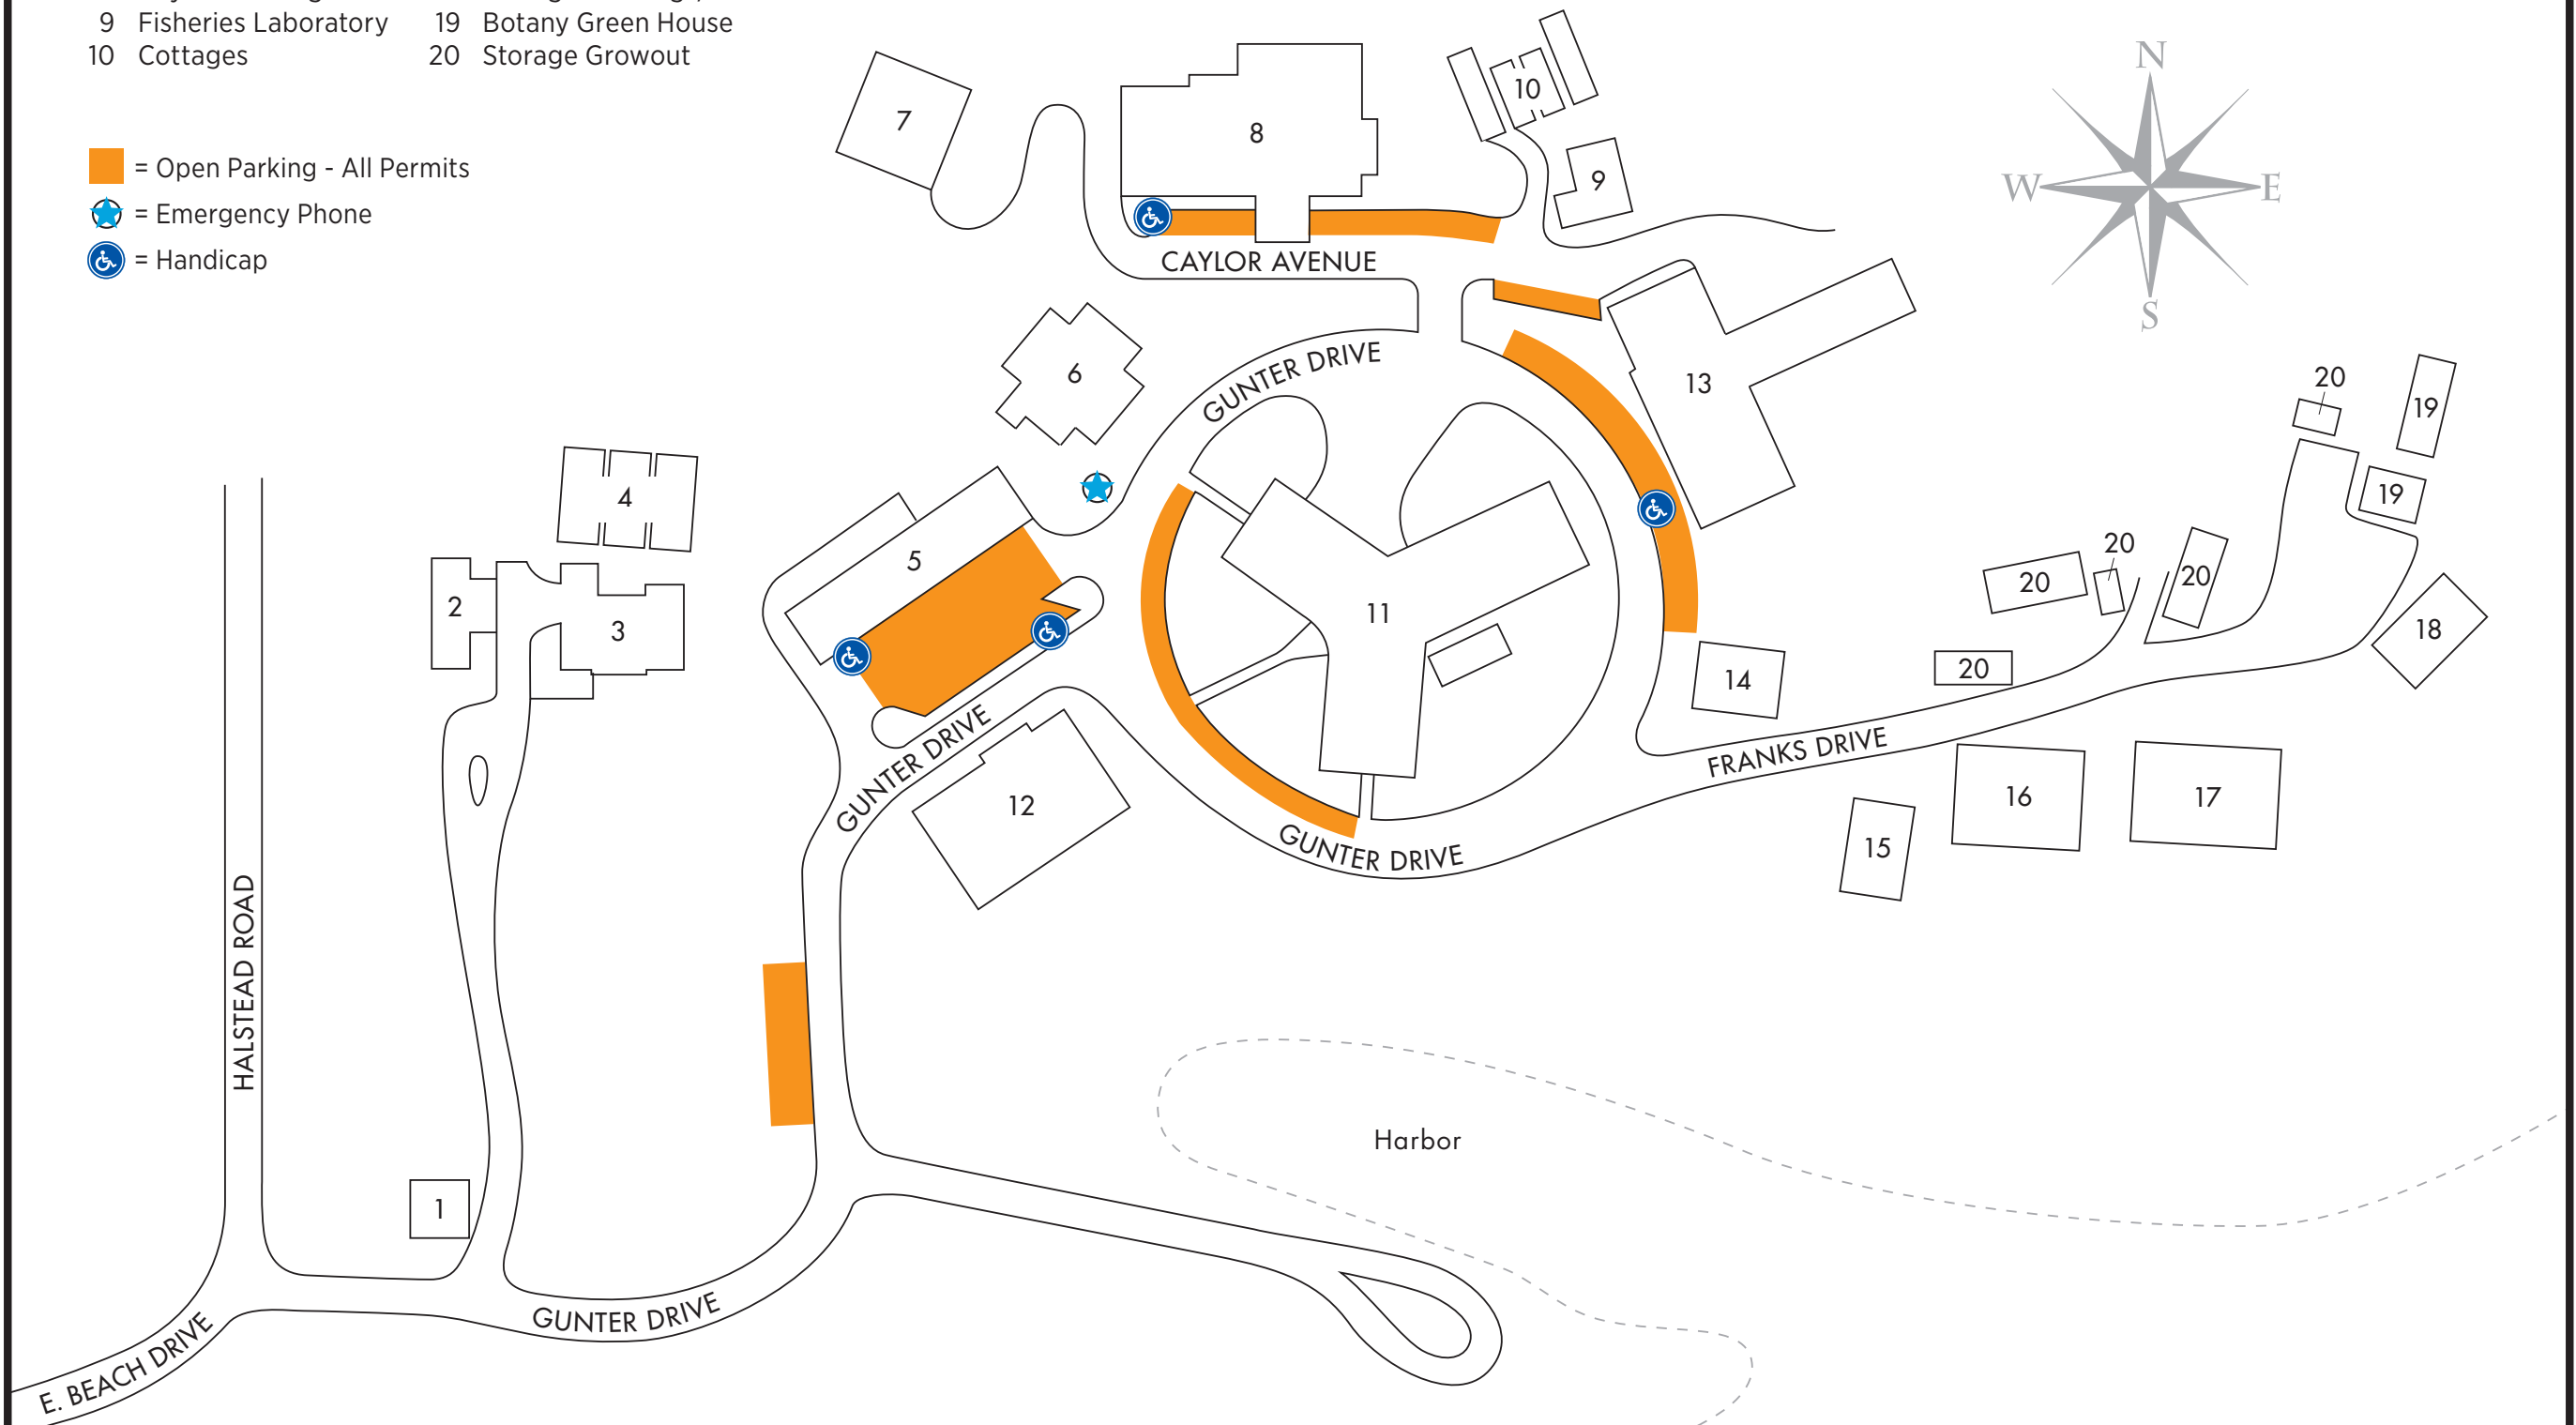 9 Fisheries Laboratory 19 Botany Green House
10 Cottages 20 Storage Growout
= Open Parking - All Permits
= Emergency Phone
= Handicap
N
W E
S
7
8
10
9
CAYLOR AVENUE
6
GUNTER DRIVE
13
20
19
19
4
5
20
20
20
2
3
11
18
14
20
GUNTER DRIVE
FRANKS DRIVE
12
16
17
GUNTER DRIVE
15
HALSTEAD ROAD
Harbor
1
GUNTER DRIVE
E. BEACH DRIVE